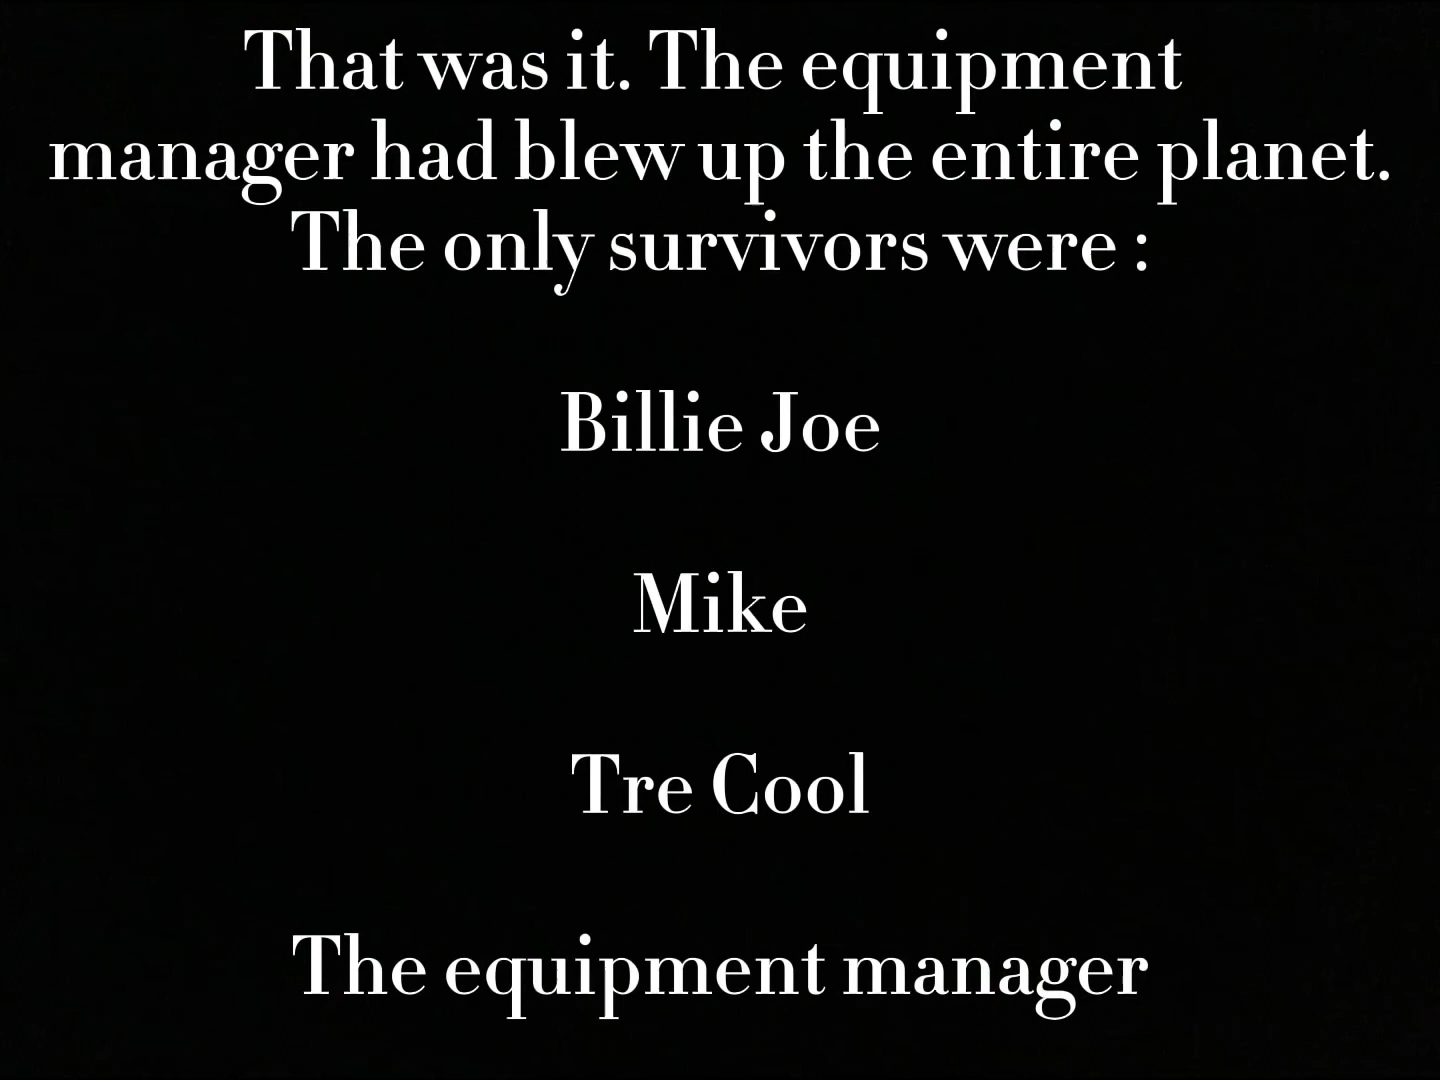 That was it. The equipment
manager had blew up the entire planet.
The only survivors were :
Billie Joe
Mike
Tre Cool
The equipment manager